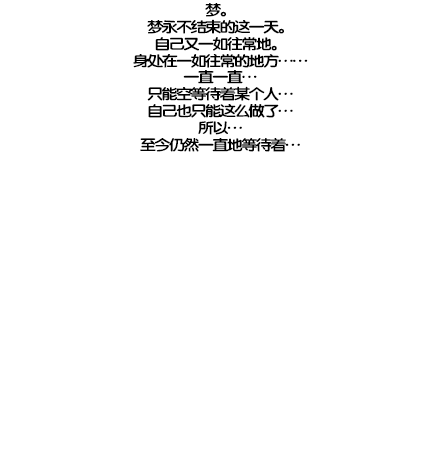 梦。
梦永不结束的这一天。
自己又一如往常地。
身处在一如往常的地方……
一直一直…
只能空等待着某个人…
自己也只能这么做了…
所以…
至今仍然一直地等待着…